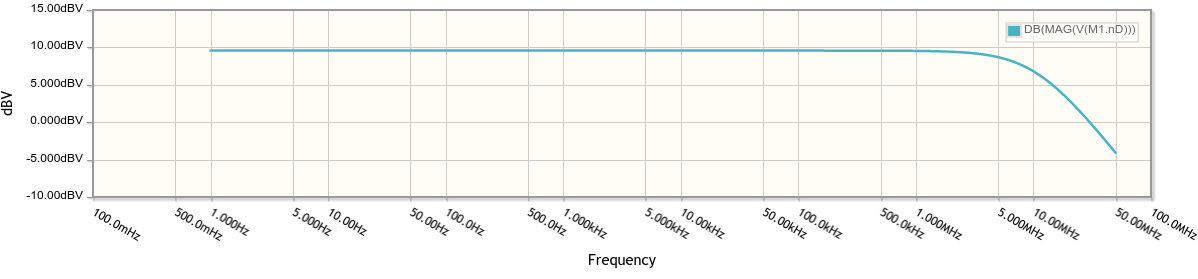 15.00dBV
10.00dBV
5.000dBV
0.000dBV
-5.000dBV
-10.00dBV
dBV
DB(MAG(V(M1.nD)))
100.0mHz
500.0mHz
1.000Hz
5.000Hz
10.00Hz
50.00Hz
100.0Hz
500.0Hz
1.000kHz
5.000kHz
10.00kHz
50.00kHz
100.0kHz
500.0kHz
1.000MHz
5.000MHz
10.00MHz
50.00MHz
100.0MHz
Frequency